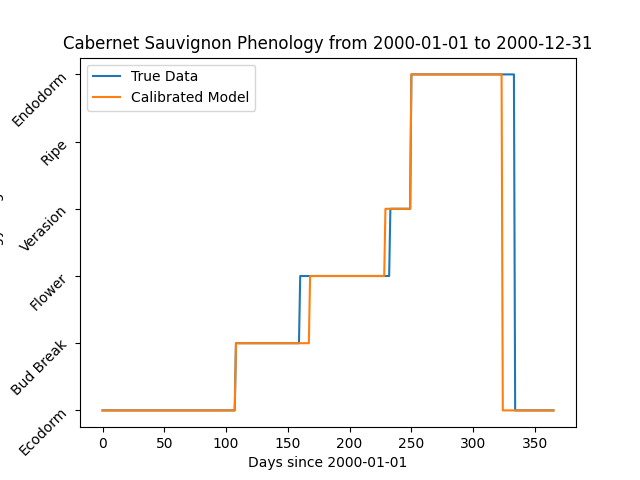 Cabernet Sauvignon Phenology from 2000-01-01 to 2000-12-31
True Data
Calibrated Model
Endodorm
Ripe
Verasion
Flower
Bud Break
Ecodorm
0 50 100 150 200 250 300 350
Days since 2000-01-01